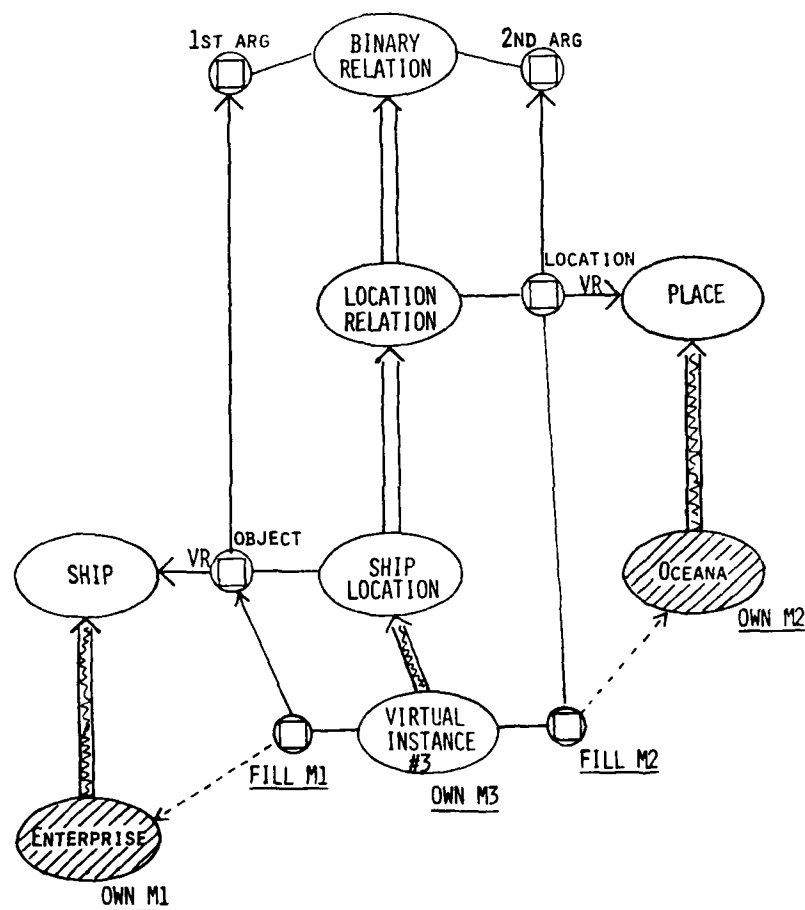 1ST ARG
BINARY
RELATION
2ND ARG
LOCATION
VR
PLACE
LOCATION
RELATION
OBJECT
VR
SHIP
SHIP
LOCATION
OCEANA
OWN M2
VIRTUAL
INSTANCE
#3
FILL M1
FILL M2
OWN M3
ENTERPRISE
OWN M1